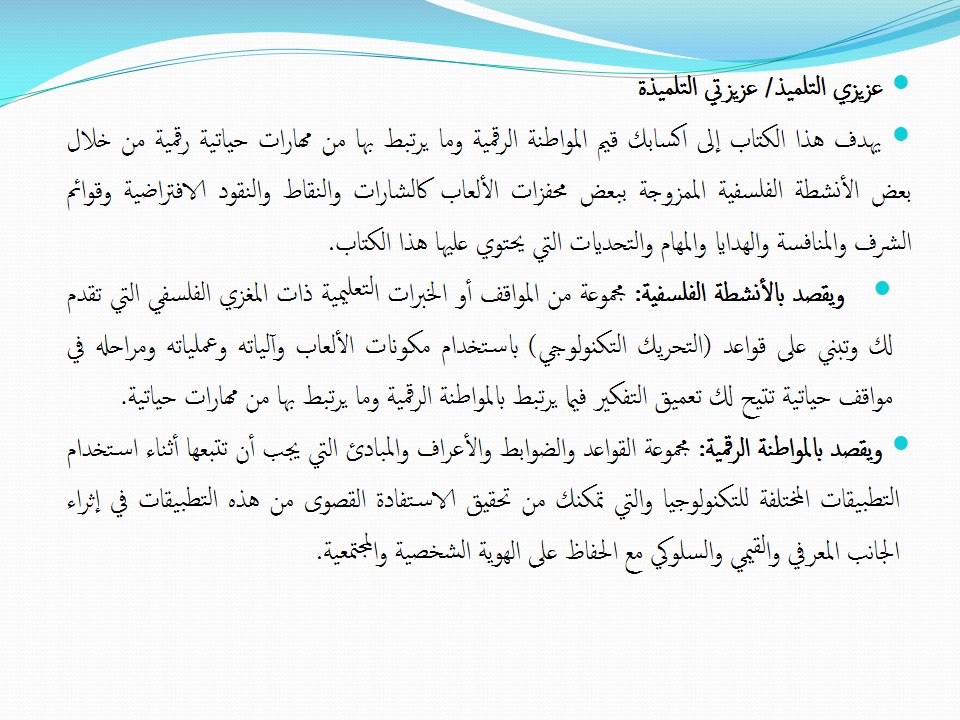 عزيزي التلميذ/ عزيزتي التلميذة
يهدف هذا الكتاب إلى اكسابك قيم المواطنة الرقمية وما يرتبط بها من مهارات حياتية رقمية من خلال
بعض الأنشطة الفلسفية الممزوجة ببعض محفزات الألعاب كالشارات والنقاط والنقود الافتراضية وقوائم
الشرف والمنافسة والهدايا والمهام والتحديات التي يحتوي عليها هذا الكتاب.
ويقصد بالأنشطة الفلسفية: مجموعة من المواقف أو الخبرات التعليمية ذات المغزي الفلسفي التي تقدم
لك وتبني على قواعد (التحريك التكنولوجي) باستخدام مكونات الألعاب وآلياته وعملياته ومراحله في
مواقف حياتية تتيح لك تعميق التفكير فيما يرتبط بالمواطنة الرقمية وما يرتبط بها من مهارات حياتية.
ويقصد بالمواطنة الرقمية: مجموعة القواعد والضوابط والأعراف والمبادئ التي يجب أن تتبعها أثناء استخدام
التطبيقات المختلفة للتكنولوجيا والتي تمكنك من تحقيق الاستفادة القصوى من هذه التطبيقات في إثراء
الجانب المعرفي والقيمي والسلوكي مع الحفاظ على الهوية الشخصية والمجتمعية.